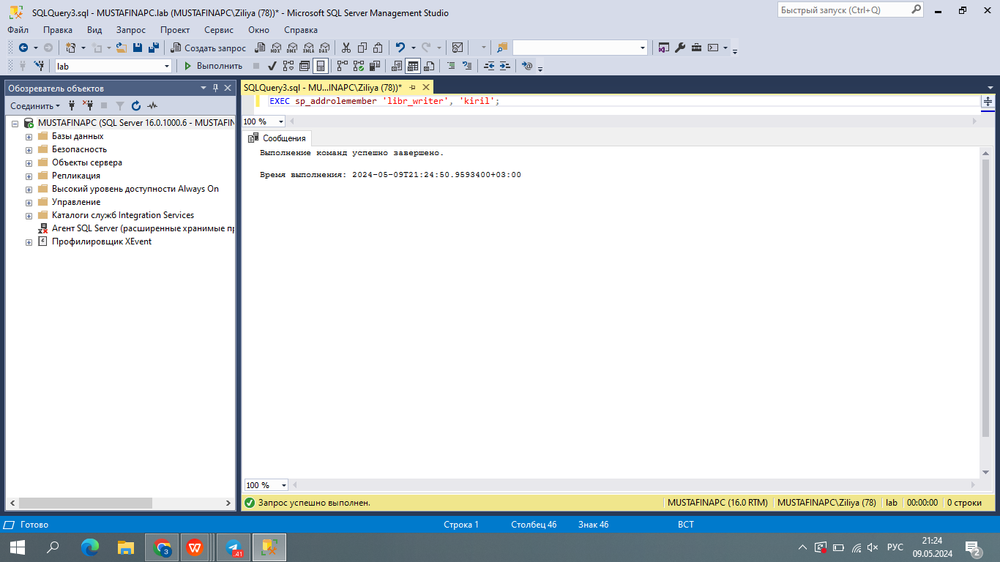 SQLQuery3.sql - MUSTAFINAPC.lab (MUSTAFINAPC\Ziliya (78))* - Microsoft SQL Server Management Studio
Быстрый запуск (Ctrl+Q)
Файл Правка Вид Запрос Проект Сервис Окно Справка
Создать запрос MDX DMX XMLA DAX
lab Выполнить
Обозреватель объектов
SQLQuery3.sql - MU...INAPC\Ziliya (78))*
Соединить
EXEC sp_addrolemember 'libr_writer', 'kiril';
100 %
MUSTAFINAPC (SQL Server 16.0.1000.6 - MUSTAFIN
Базы данных
Безопасность
Объекты сервера
Репликация
Высокий уровень доступности Always On
Управление
Каталоги служб Integration Services
Агент SQL Server (расширенные хранимые пр
Профилировщик XEvent
Сообщения
Выполнение команд успешно завершено.
Время выполнения: 2024-05-09T21:24:50.9593400+03:00
100 %
Запрос успешно выполнен.
MUSTAFINAPC (16.0 RTM) MUSTAFINAPC\Ziliya (78) lab 00:00:00 0 строки
Готово Строка 1 Столбец 46 Знак 46 ВСТ
3 W 41 РУС 21:24
09.05.2024 2